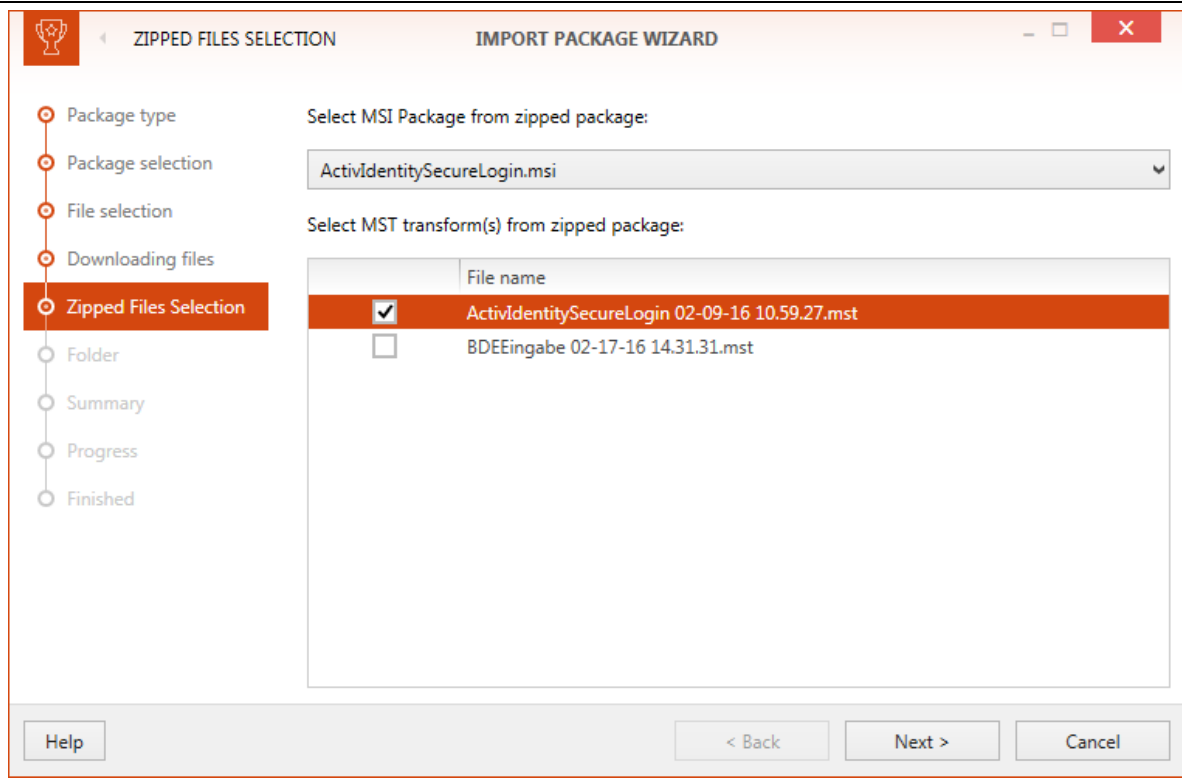 ZIPPED FILES SELECTION
IMPORT PACKAGE WIZARD
Package type
Package selection
File selection
Downloading files
Zipped Files Selection
Folder
Summary
Progress
Finished
Select MSI Package from zipped package:
ActivIdentitySecureLogin.msi
Select MST transform(s) from zipped package:
File name
ActivIdentitySecureLogin 02-09-16 10.59.27.mst
BDEEingabe 02-17-16 14.31.31.mst
Help
< Back
Next >
Cancel